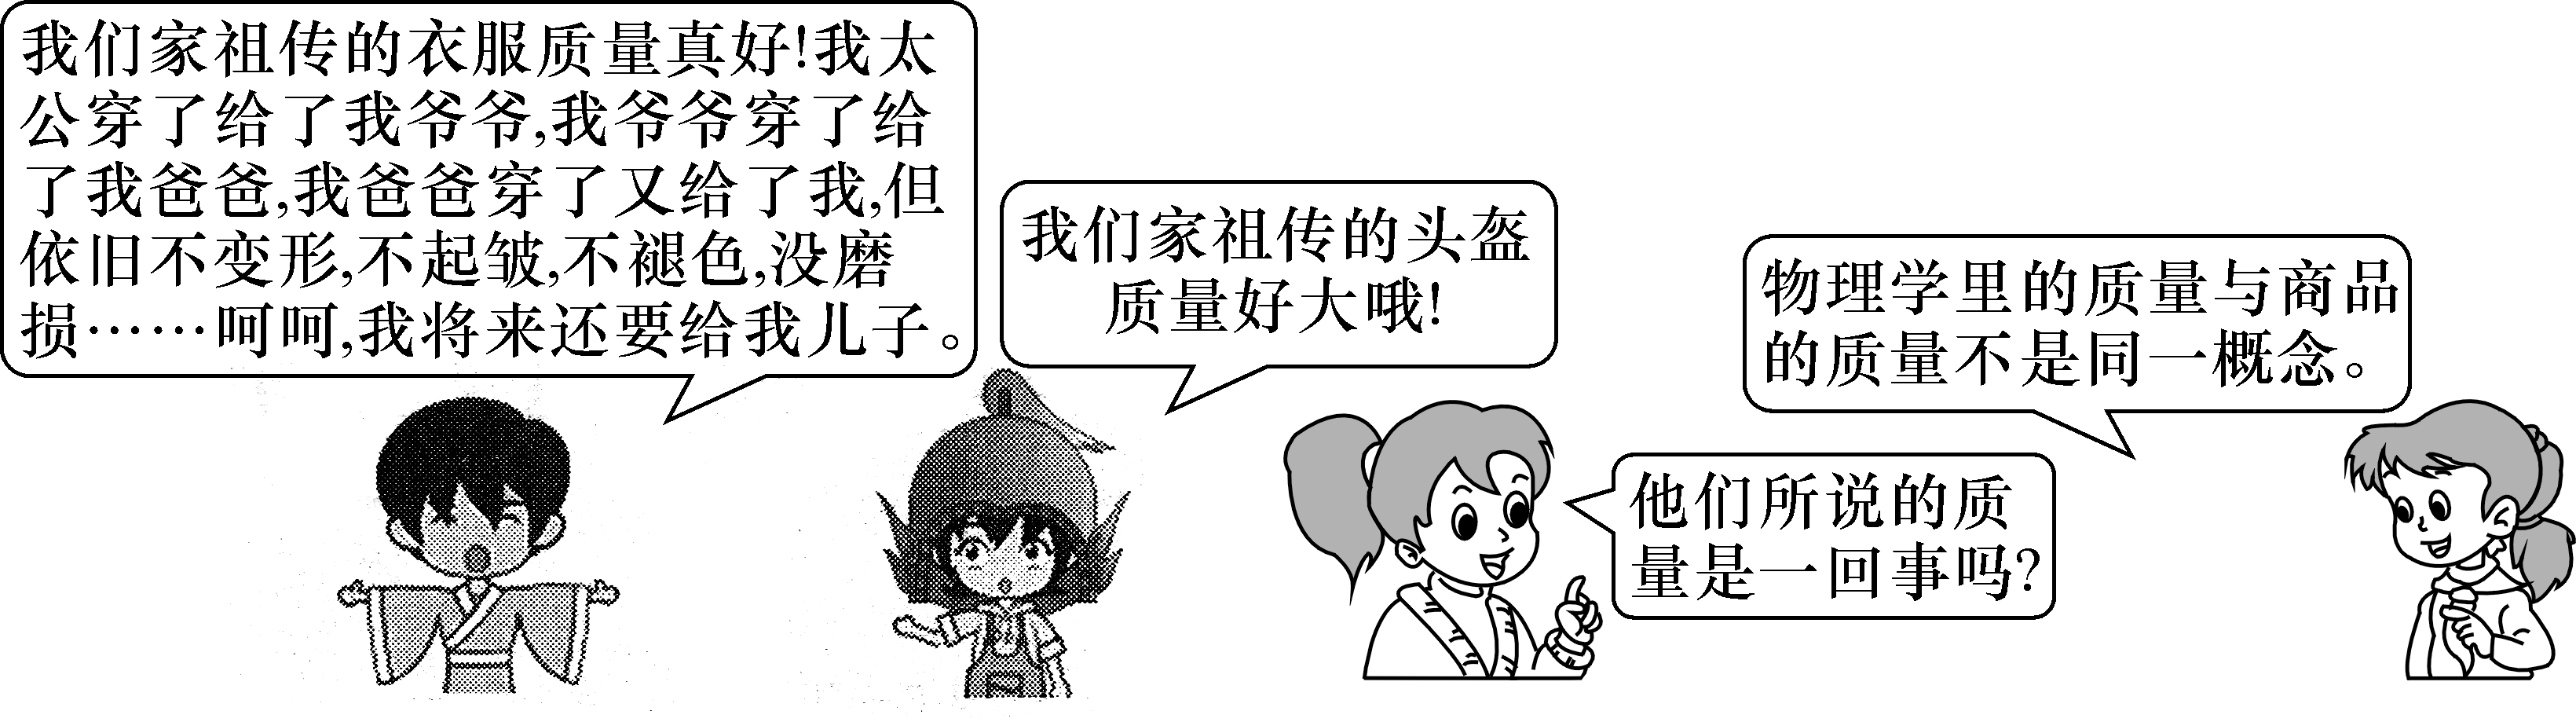 我们家祖传的衣服质量真好!我太
公穿了给了我爷爷,我爷爷穿了给
了我爸爸,我爸爸穿了又给了我,但
依旧不变形,不起皱,不褪色,没磨
损……呵呵,我将来还要给我儿子。
我们家祖传的头盔
质量好大哦!
他们所说的质
量是一回事吗?
物理学里的质量与商品
的质量不是同一概念。